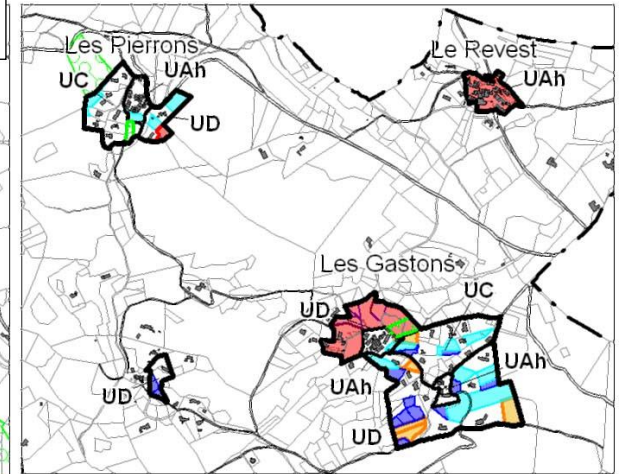 Les Pierrons
Le Revest
UC
UAh
UAh
UD
Les Gastons
UC
UD
UAh
UAh
UD
UD